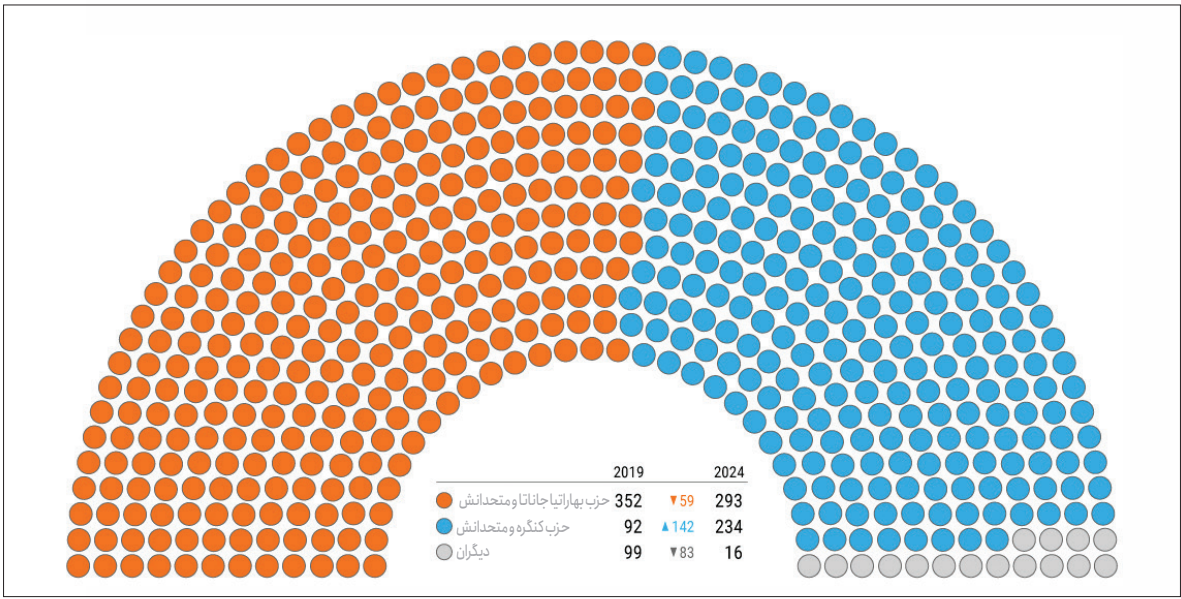 2019 2024
حزب بهاراتیا جاناتا و متحدانش 352 ▼59 293
حزب کنگره و متحدانش 92 ▲142 234
دیگران 99 ▼83 16